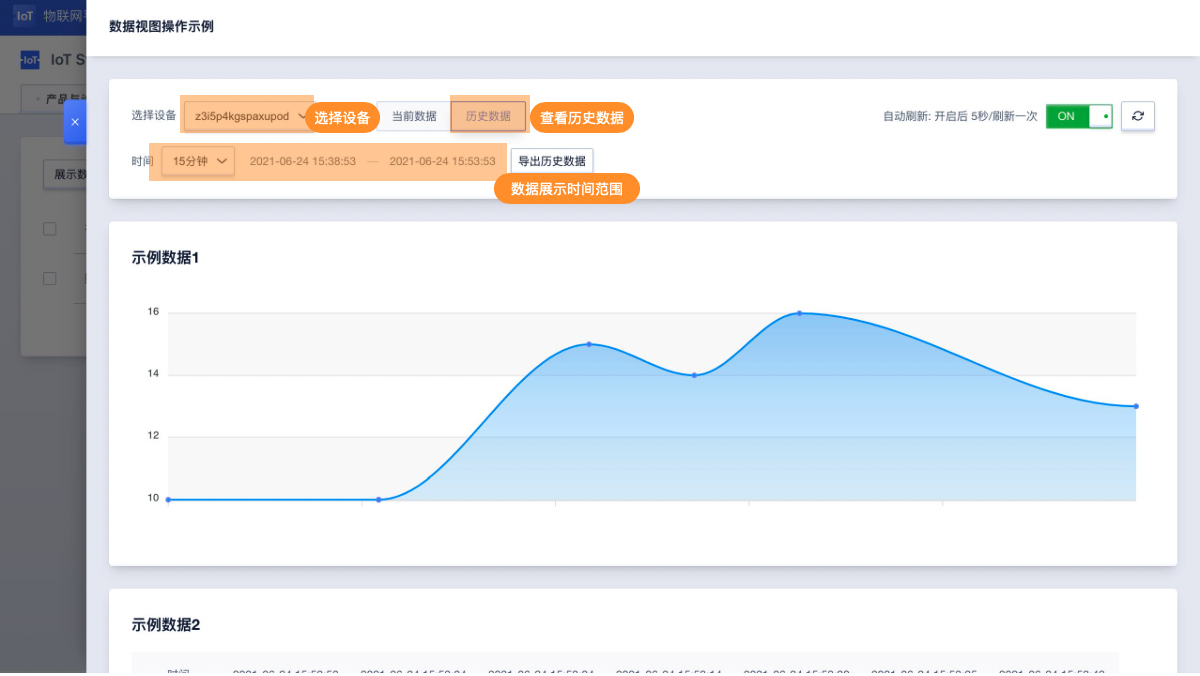 IoT 物联网
数据视图操作示例
IoT IoT S
产品与
展示数
选择设备 z3i5p4kgspaxupod 选择设备 当前数据 历史数据 查看历史数据 自动刷新: 开启后 5秒/刷新一次 ON
时间 15分钟 2021-06-24 15:38:53 — 2021-06-24 15:53:53 导出历史数据
数据展示时间范围
示例数据1
16
14
12
10
示例数据2
时间